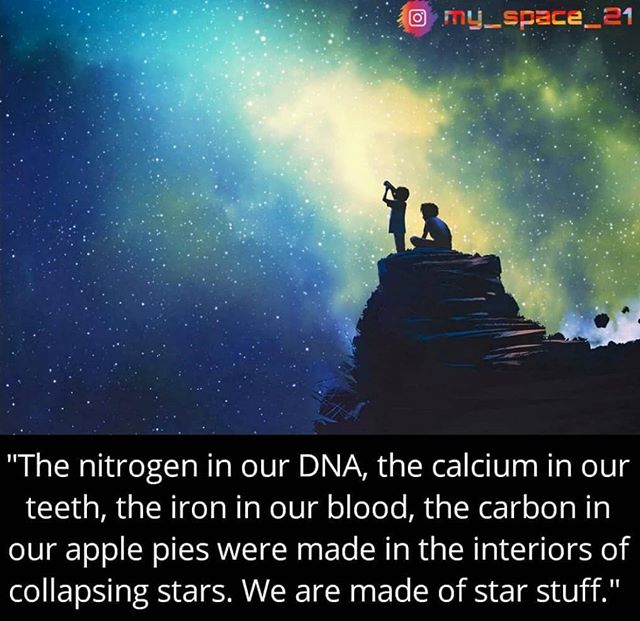 my_space_21
"The nitrogen in our DNA, the calcium in our
teeth, the iron in our blood, the carbon in
our apple pies were made in the interiors of
collapsing stars. We are made of star stuff."